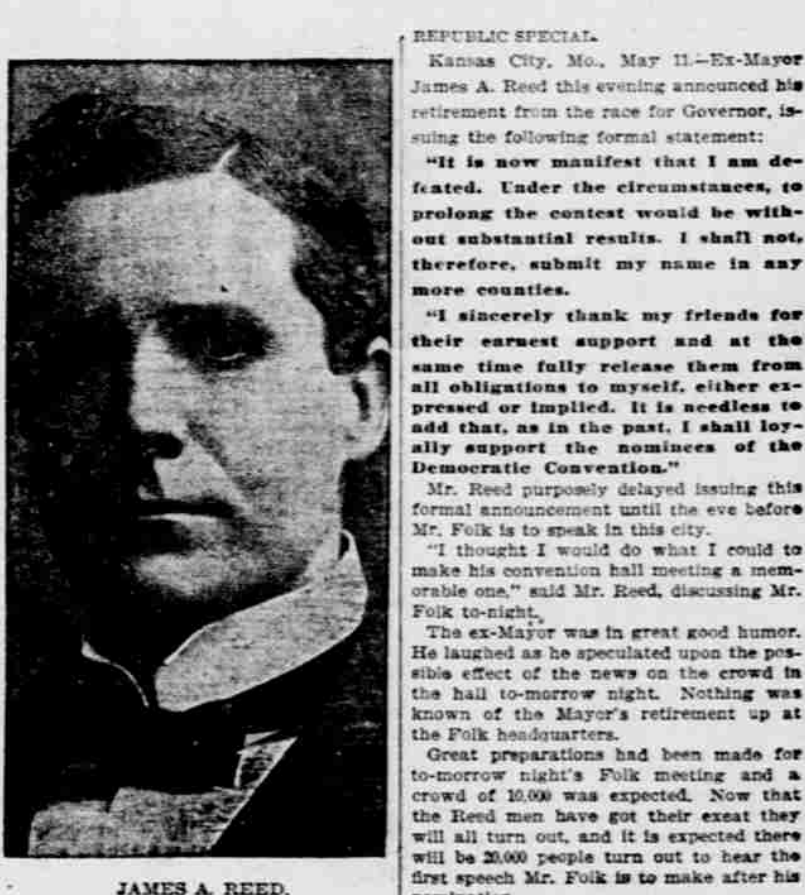 REPUBLIC SPECIAL.
Kansas City, Mo., May 11.—Ex-Mayor
James A. Reed this evening announced his
retirement from the race for Governor, is-
suing the following formal statement:
"It is now manifest that I am de-
feated. Under the circumstances, to
prolong the contest would be with-
out substantial results. I shall not,
therefore, submit my name in any
more counties.
"I sincerely thank my friends for
their earnest support and at the
same time fully release them from
all obligations to myself, either ex-
pressed or implied. It is needless to
add that, as in the past, I shall loy-
ally support the nominees of the
Democratic Convention."
Mr. Reed purposely delayed issuing this
formal announcement until the eve before
Mr. Folk is to speak in this city.
"I thought I would do what I could to
make his convention hall meeting a mem-
orable one," said Mr. Reed, discussing Mr.
Folk to-night.
The ex-Mayor was in great good humor.
He laughed as he speculated upon the pos-
sible effect of the news on the crowd in
the hall to-morrow night. Nothing was
known of the Mayor's retirement up at
the Folk headquarters.
Great preparations had been made for
to-morrow night's Folk meeting and a
crowd of 10,000 was expected. Now that
the Reed men have got their exeat they
will all turn out, and it is expected there
will be 20,000 people turn out to hear the
first speech Mr. Folk is to make after his
JAMES A. REED.